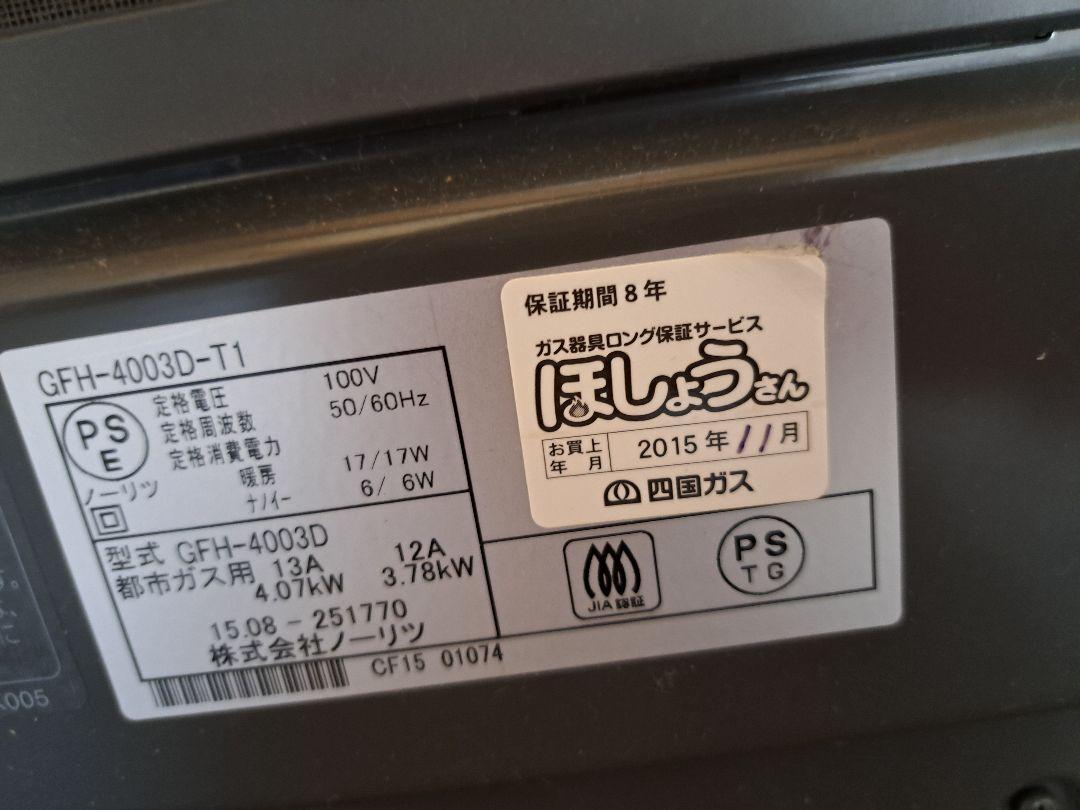 GFH-4003D-T1
PS
E
定格電圧 100V
定格周波数 50/60Hz
定格消費電力
暖房 17/17W
ナノイー 6/ 6W
ノーリツ
型式 GFH-4003D
都市ガス用 13A 12A
4.07kW 3.78kW
15.08 - 251770
株式会社ノーリツ
CF15 01074
保証期間8年
ガス器具ロング保証サービス
ほしょうさん
お買上年月 2015年11月
四国ガス
JIA認証
PS
TG
005